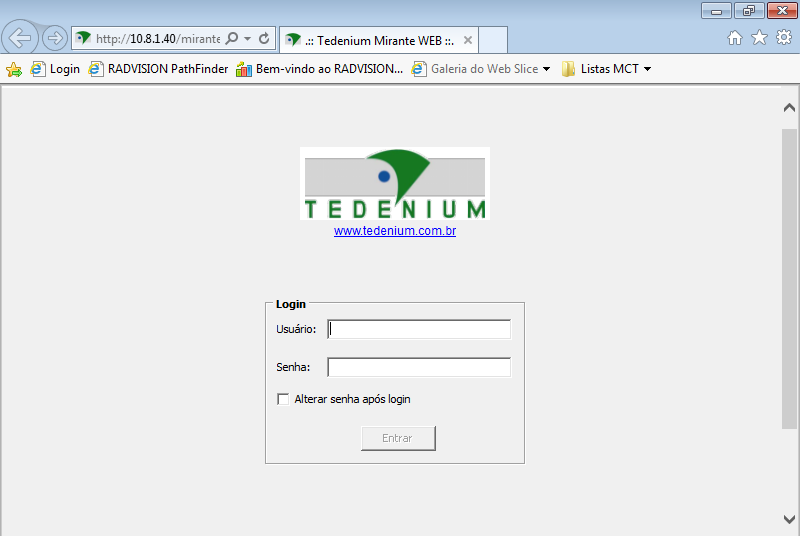 http://10.8.1.40/mirante
.:: Tedenium Mirante WEB ::.
Login
RADVISION PathFinder
Bem-vindo ao RADVISION...
Galeria do Web Slice
Listas MCT
TEDENIUM
www.tedenium.com.br
Login
Usuário:
Senha:
Alterar senha após login
Entrar